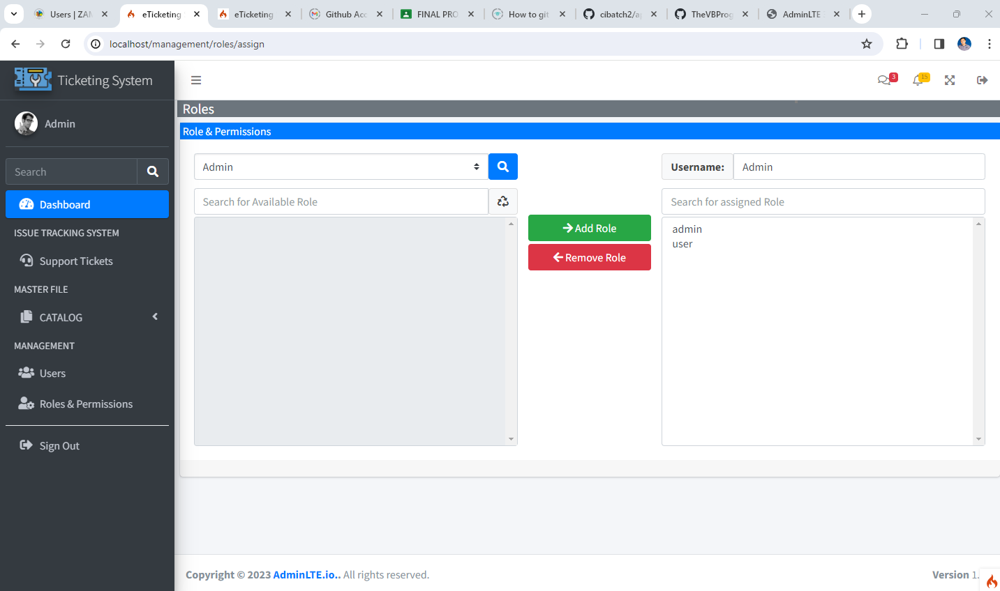 Users | ZAM
eTicketing
eTicketing
Github Acc
FINAL PRO
How to git
cibatch2/a
TheVBProg
AdminLTE
localhost/management/roles/assign
Ticketing System
3
15
Admin
Search
Dashboard
ISSUE TRACKING SYSTEM
Support Tickets
MASTER FILE
CATALOG
MANAGEMENT
Users
Roles & Permissions
Sign Out
Roles
Role & Permissions
Admin
Username: Admin
Search for Available Role
Search for assigned Role
Add Role
Remove Role
admin
user
Copyright © 2023 AdminLTE.io.. All rights reserved.
Version 1.